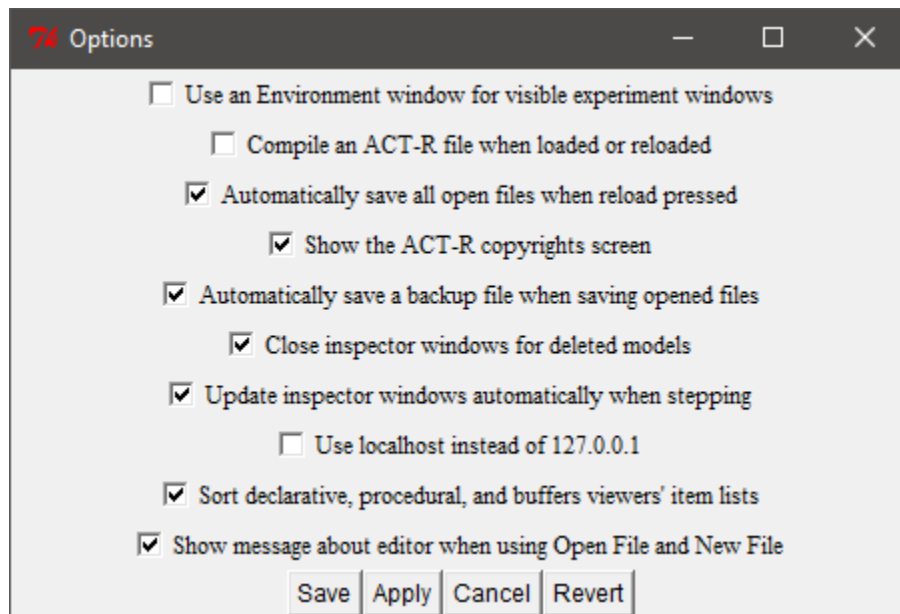 Options
Use an Environment window for visible experiment windows
Compile an ACT-R file when loaded or reloaded
Automatically save all open files when reload pressed
Show the ACT-R copyrights screen
Automatically save a backup file when saving opened files
Close inspector windows for deleted models
Update inspector windows automatically when stepping
Use localhost instead of 127.0.0.1
Sort declarative, procedural, and buffers viewers' item lists
Show message about editor when using Open File and New File
Save Apply Cancel Revert